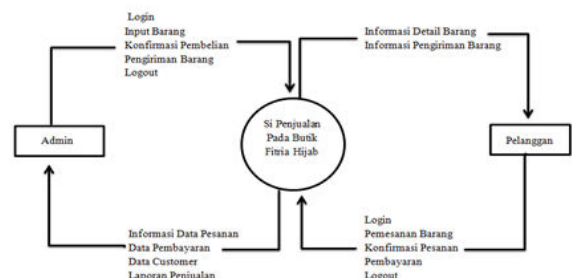 Login
Input Barang
Konfirmasi Pembelian
Pengiriman Barang
Logout
Informasi Detail Barang
Informasi Pengiriman Barang
Admin
Si Penjualan
Pada Butik
Fitria Hijab
Pelanggan
Informasi Data Pesanan
Data Pembayaran
Data Customer
Laporan Penjualan
Login
Pemesanan Barang
Konfirmasi Pesanan
Pembayaran
Logout